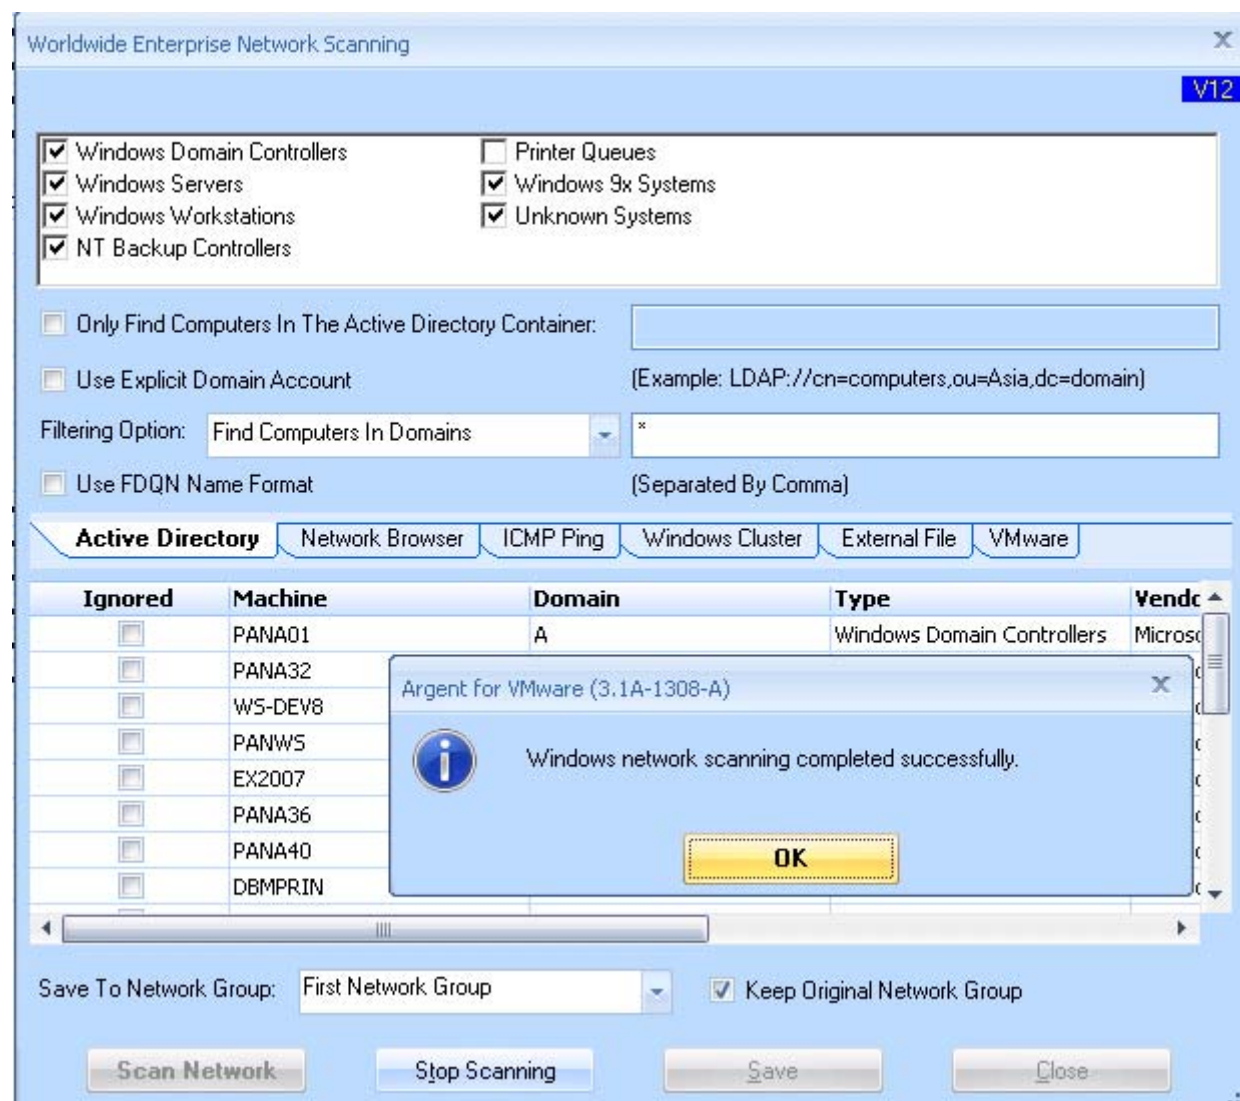 Worldwide Enterprise Network Scanning
V12
Windows Domain Controllers
Printer Queues
Windows Servers
Windows 9x Systems
Windows Workstations
Unknown Systems
NT Backup Controllers
Only Find Computers In The Active Directory Container:
Use Explicit Domain Account
(Example: LDAP://cn=computers,ou=Asia,dc=domain)
Filtering Option:
Find Computers In Domains
*
Use FDQN Name Format
(Separated By Comma)
Active Directory
Network Browser
ICMP Ping
Windows Cluster
External File
VMware
Ignored
Machine
Domain
Type
PANA01
A
Windows Domain Controllers
PANA32
WS-DEV8
PANWS
EX2007
PANA36
PANA40
DBMPRIN
Argent for VMware (3.1A-1308-A)
Windows network scanning completed successfully.
OK
Save To Network Group:
First Network Group
Keep Original Network Group
Scan Network
Stop Scanning
Save
Close